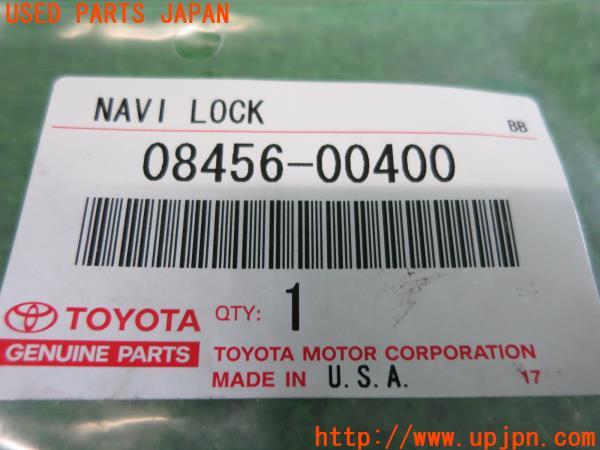 USED PARTS JAPAN
NAVI LOCK
BB
08456-00400
TOYOTA QTY: 1
GENUINE PARTS
TOYOTA MOTOR CORPORATION
MADE IN U.S.A. 17
http://www.upjpn.com